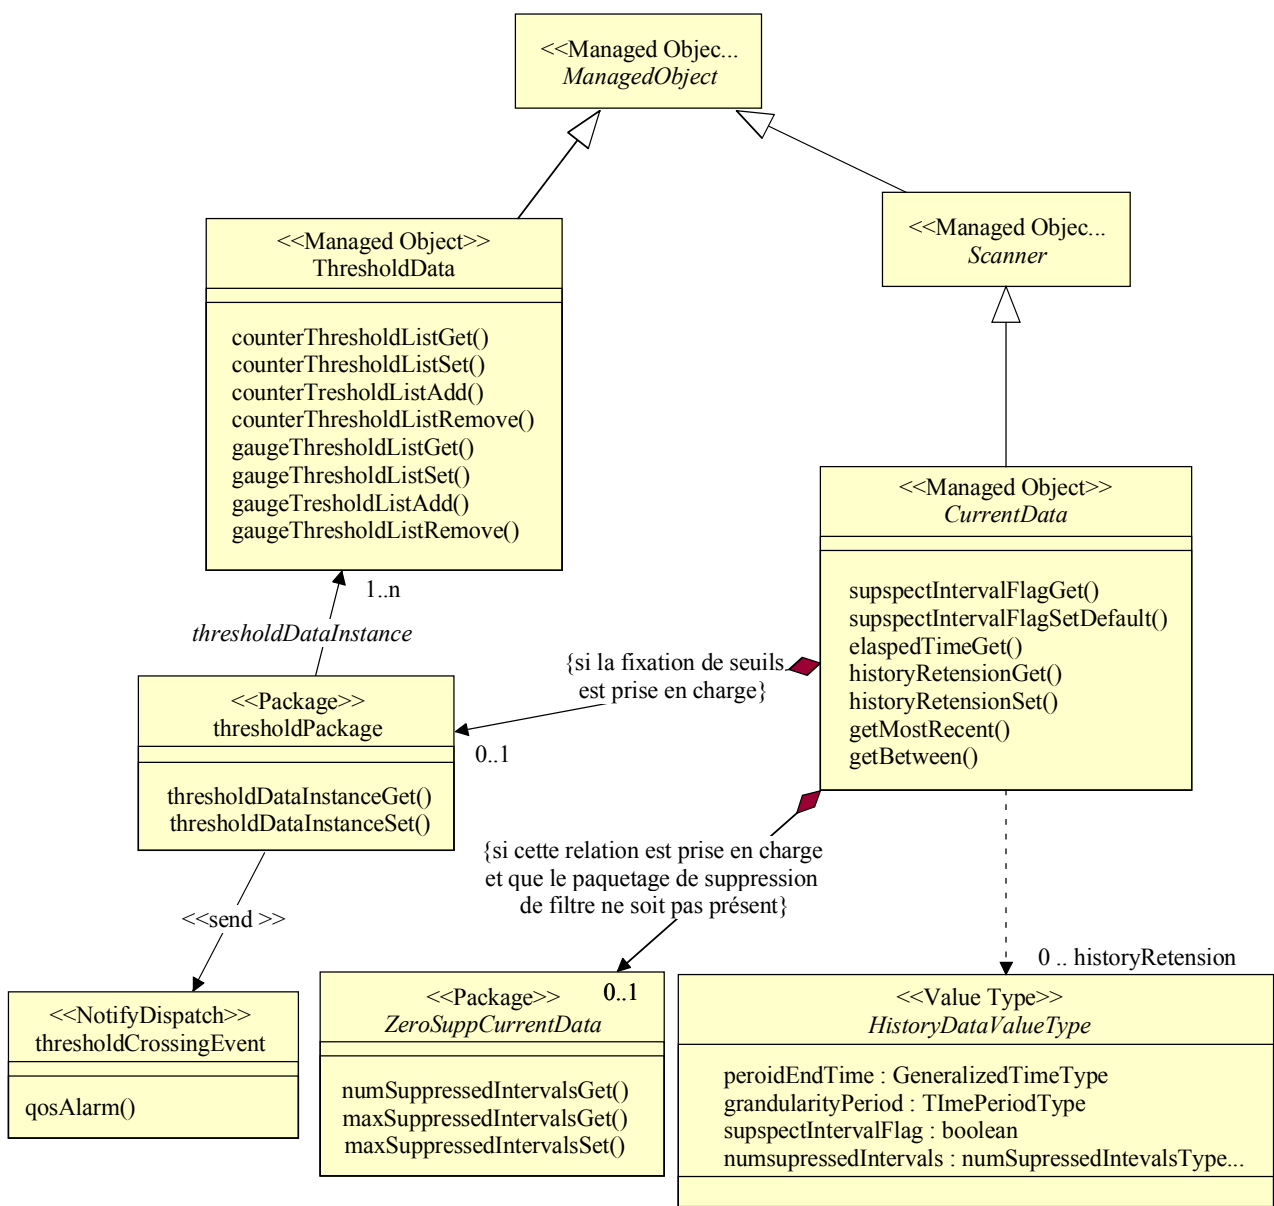 <<Managed Objec...
ManagedObject
<<Managed Objec...
Scanner
<<Managed Object>>
ThresholdData
counterThresholdListGet()
counterThresholdListSet()
counterTresholdListAdd()
counterThresholdListRemove()
gaugeThresholdListGet()
gaugeThresholdListSet()
gaugeTresholdListAdd()
gaugeThresholdListRemove()
<<Managed Object>>
CurrentData
supspectIntervalFlagGet()
supspectIntervalFlagSetDefault()
elaspedTimeGet()
historyRetensionGet()
historyRetensionSet()
getMostRecent()
getBetween()
1..n
thresholdDataInstance
{si la fixation de seuils
est prise en charge}
0..1
<<Package>>
thresholdPackage
thresholdDataInstanceGet()
thresholdDataInstanceSet()
{si cette relation est prise en charge
et que le paquetage de suppression
de filtre ne soit pas présent}
<<send >>
0 .. historyRetension
<<NotifyDispatch>>
thresholdCrossingEvent
qosAlarm()
<<Package>>
0..1
ZeroSuppCurrentData
numSuppressedIntervalsGet()
maxSuppressedIntervalsGet()
maxSuppressedIntervalsSet()
<<Value Type>>
HistoryDataValueType
peroidEndTime : GeneralizedTimeType
grandularityPeriod : TImePeriodType
supspectIntervalFlag : boolean
numsupressedIntervals : numSupressedIntevalsType...